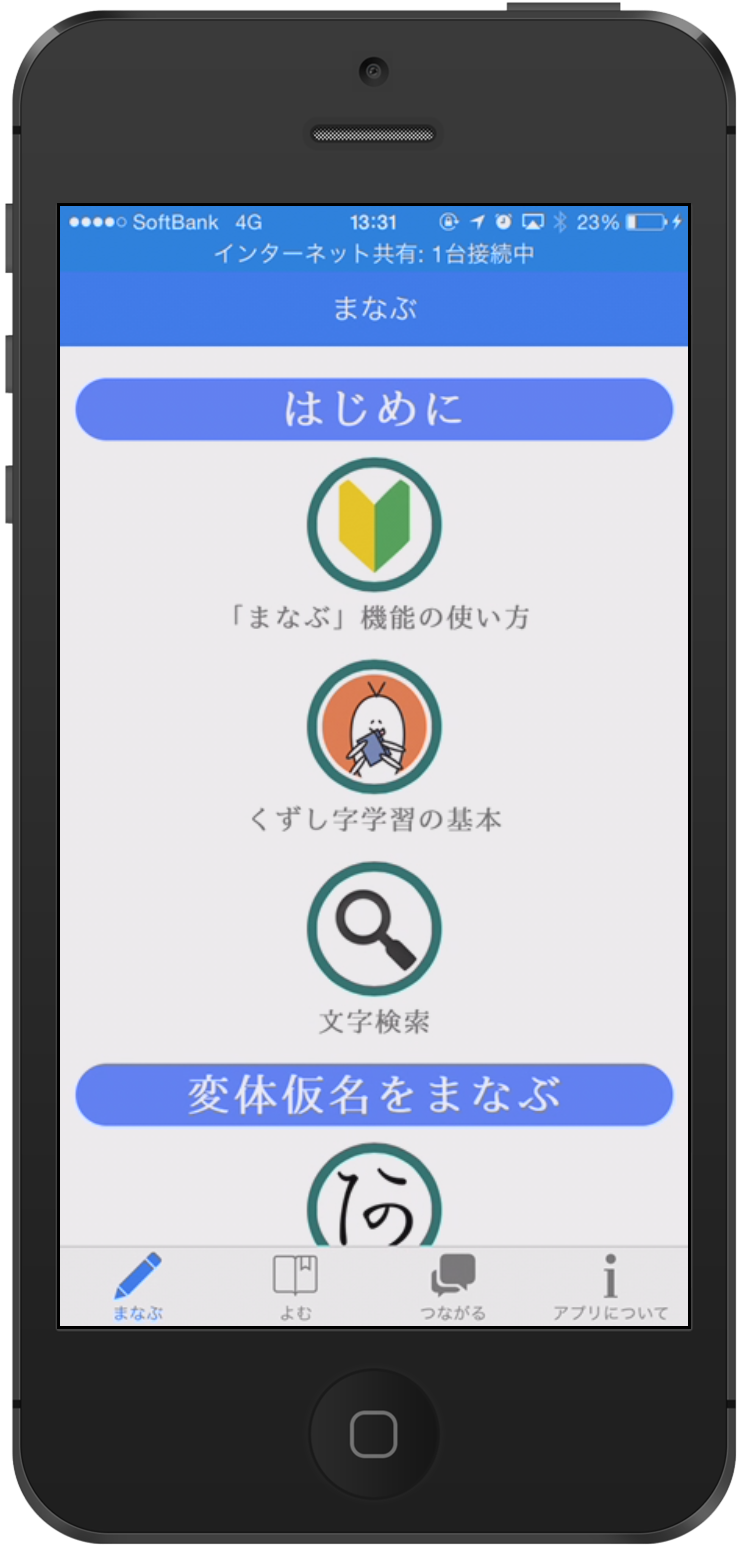 SoftBank 4G 13:31 23%
インターネット共有: 1台接続中
まなぶ
はじめに
「まなぶ」機能の使い方
くずし字学習の基本
文字検索
変体仮名をまなぶ
まなぶ よむ つながる アプリについて